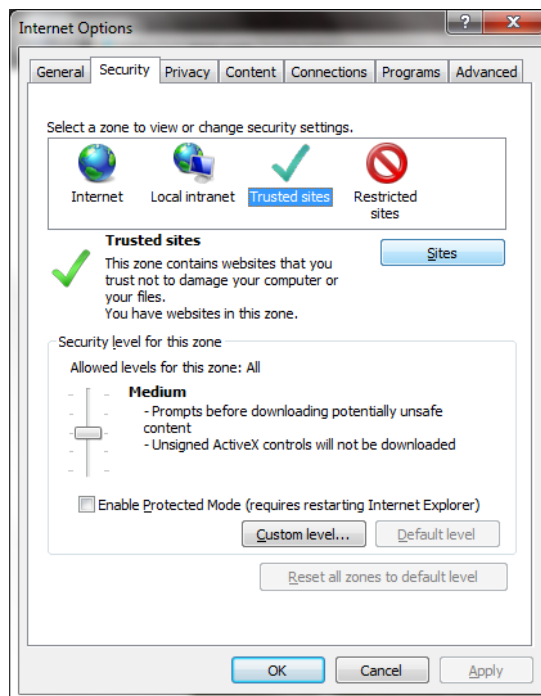 Internet Options
General Security Privacy Content Connections Programs Advanced
Select a zone to view or change security settings.
Internet Local intranet Trusted sites Restricted
sites
Trusted sites
Sites
This zone contains websites that you
trust not to damage your computer or
your files.
You have websites in this zone.
Security level for this zone
Allowed levels for this zone: All
Medium
- Prompts before downloading potentially unsafe
content
- Unsigned ActiveX controls will not be downloaded
Enable Protected Mode (requires restarting Internet Explorer)
Custom level... Default level
Reset all zones to default level
OK Cancel Apply